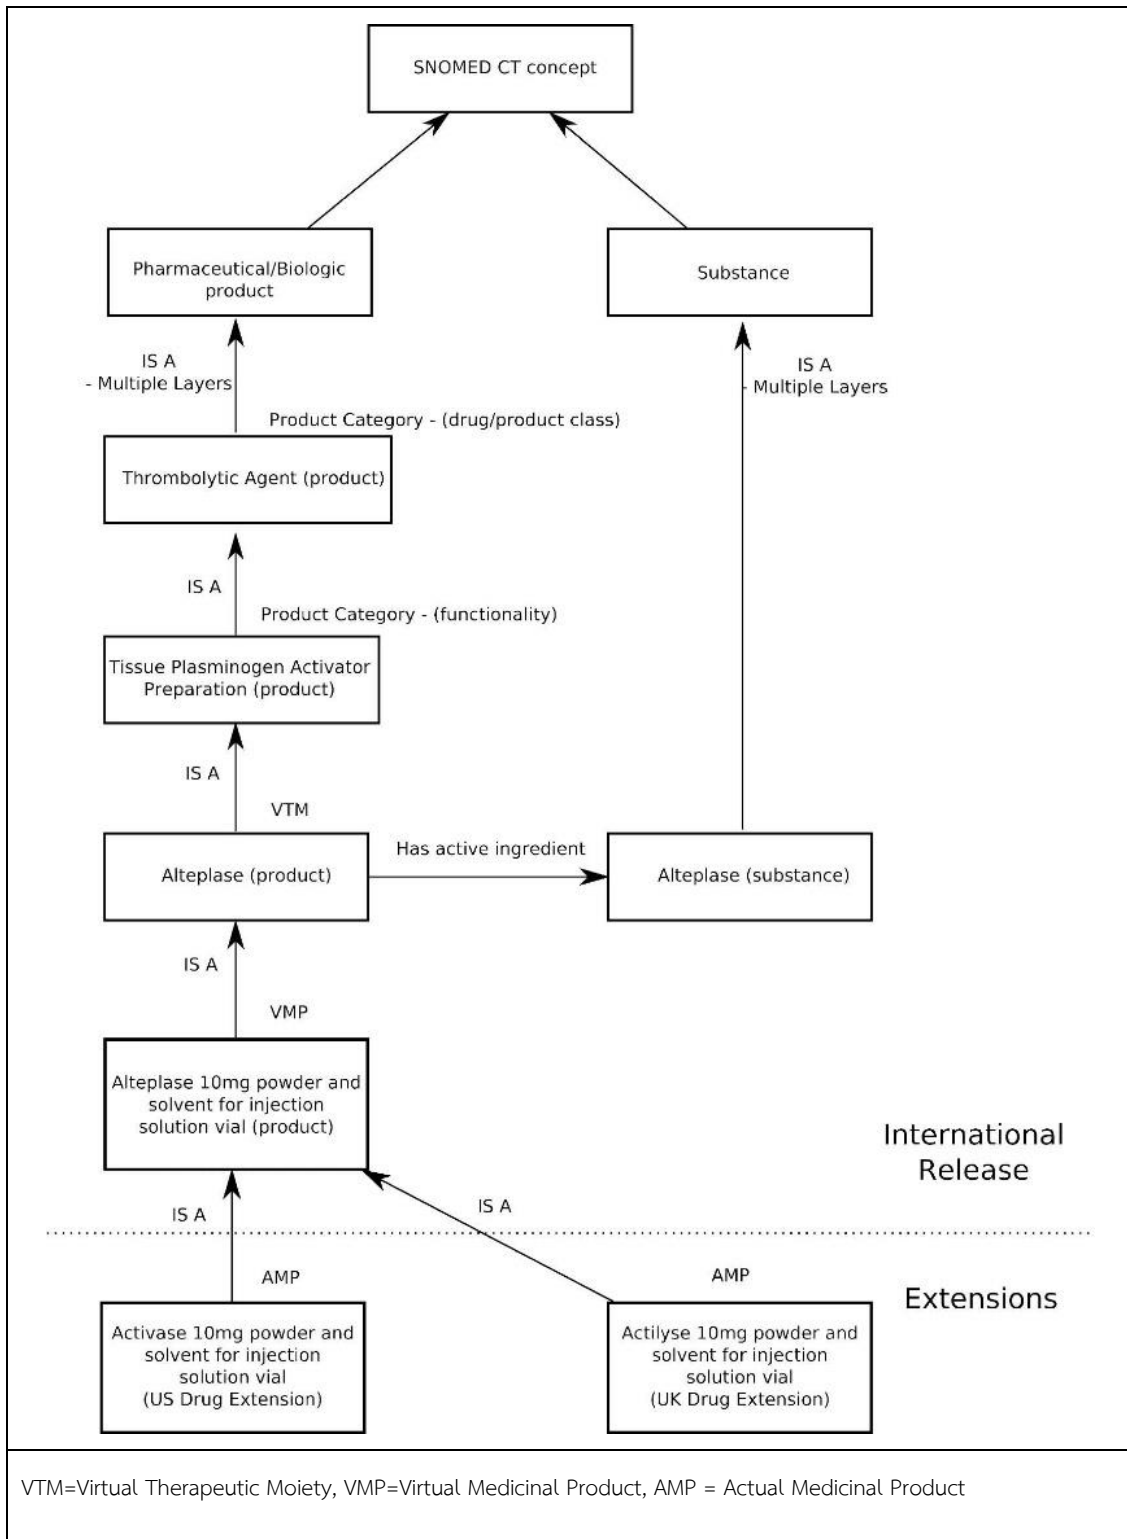 SNOMED CT concept
Pharmaceutical/Biologic
product
Substance
IS A
- Multiple Layers
IS A
- Multiple Layers
Product Category - (drug/product class)
Thrombolytic Agent (product)
IS A
Product Category - (functionality)
Tissue Plasminogen Activator
Preparation (product)
IS A
VTM
Alteplase (product)
Has active ingredient
Alteplase (substance)
IS A
VMP
Alteplase 10mg powder and
solvent for injection
solution vial (product)
International
Release
IS A
IS A
AMP
AMP
Extensions
Activase 10mg powder and
solvent for injection
solution vial
(US Drug Extension)
Actilyse 10mg powder and
solvent for injection
solution vial
(UK Drug Extension)
VTM=Virtual Therapeutic Moiety, VMP=Virtual Medicinal Product, AMP = Actual Medicinal Product